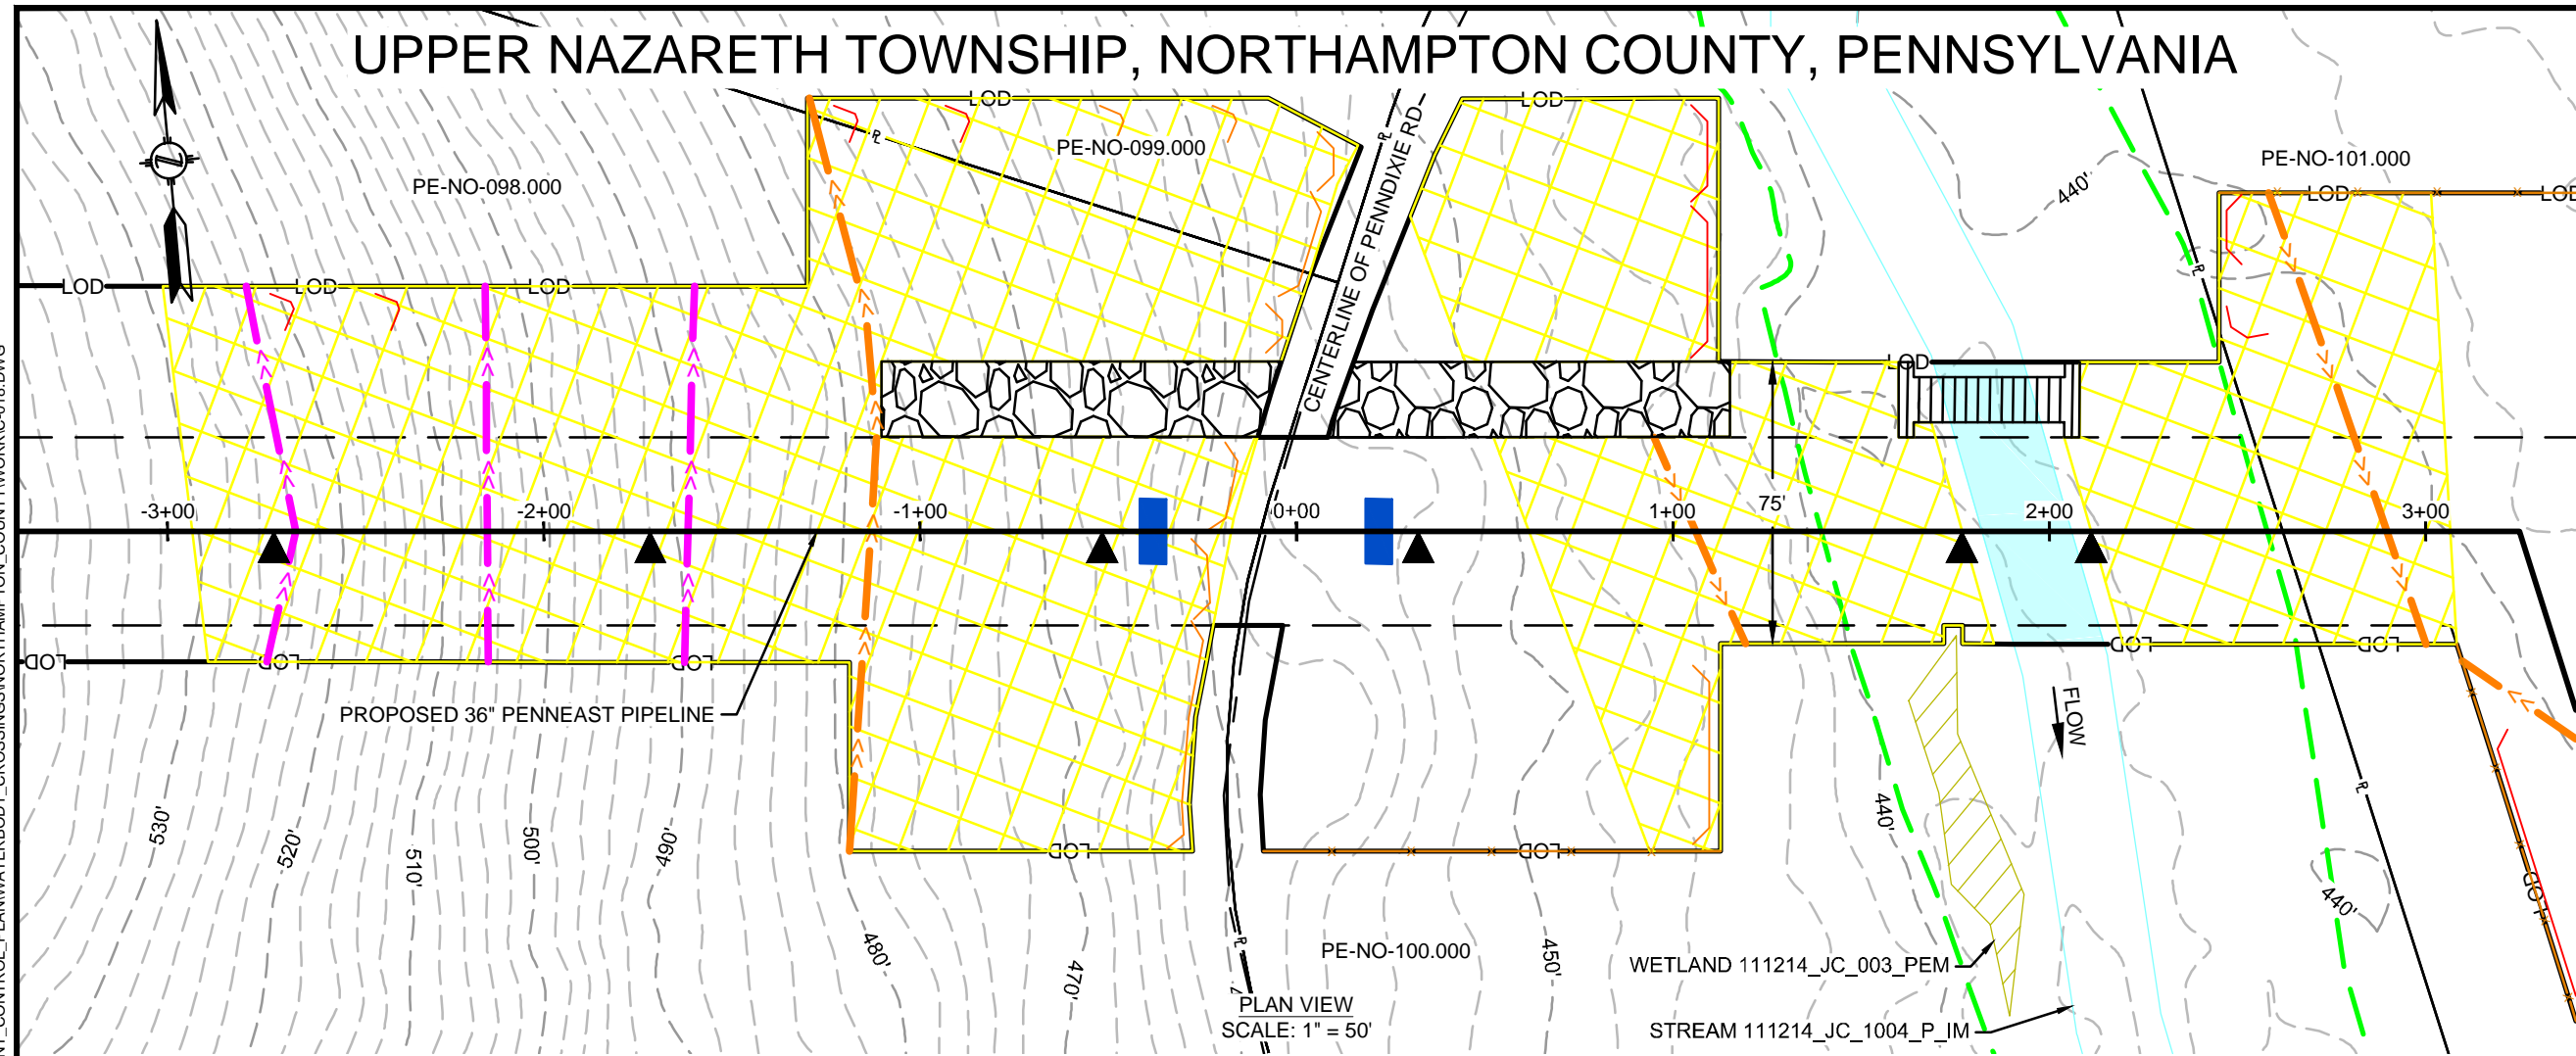 UPPER NAZARETH TOWNSHIP, NORTHAMPTON COUNTY, PENNSYLVANIA
LOD
LOD
PE-NO-099.000
PE-NO-098.000
PE-NO-101.000
440'
LOD
LOD
CENTERLINE OF PENNDIXIE RD
LOD
LOD
LOD
LOD
-3+00
-2+00
-1+00
0+00
1+00
75'
2+00
3+00
LOD
LOD
LOD
LOD
LOD
PROPOSED 36" PENNEAST PIPELINE
FLOW
530'
520'
510'
500'
490'
480'
470'
LOD
LOD
450'
440'
440'
LOD
PE-NO-100.000
WETLAND 111214_JC_003_PEM
PLAN VIEW
SCALE: 1" = 50'
STREAM 111214_JC_1004_P_IM